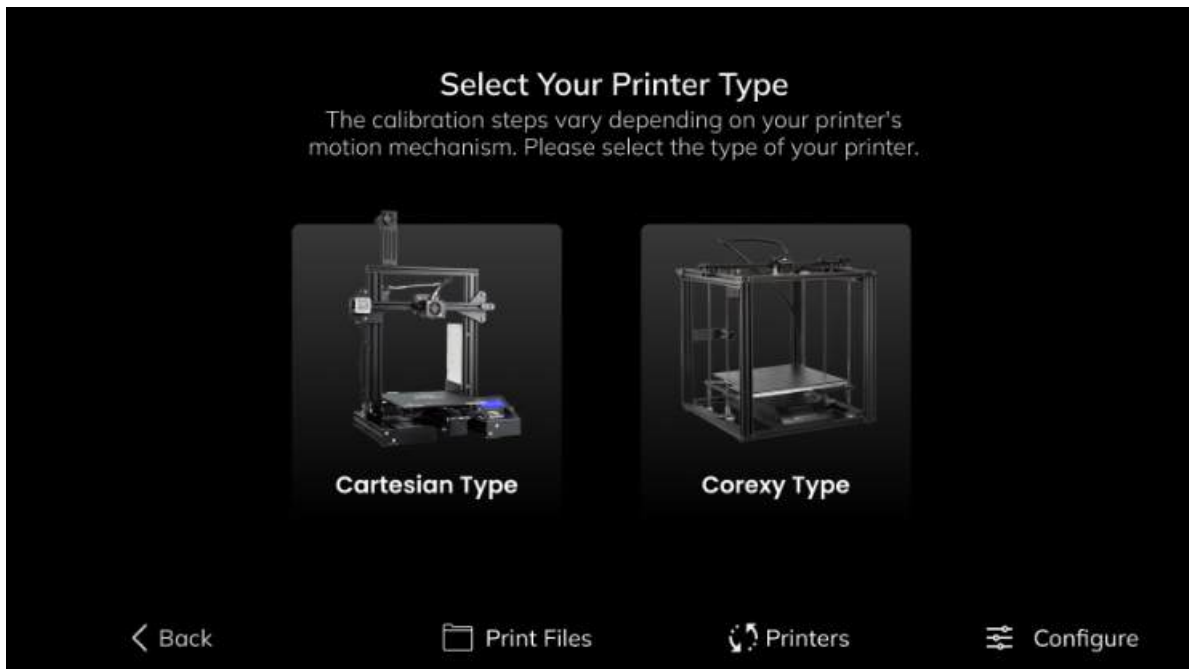 Select Your Printer Type
The calibration steps vary depending on your printer's
motion mechanism. Please select the type of your printer.
Cartesian Type
Corexy Type
Back
Print Files
Printers
Configure